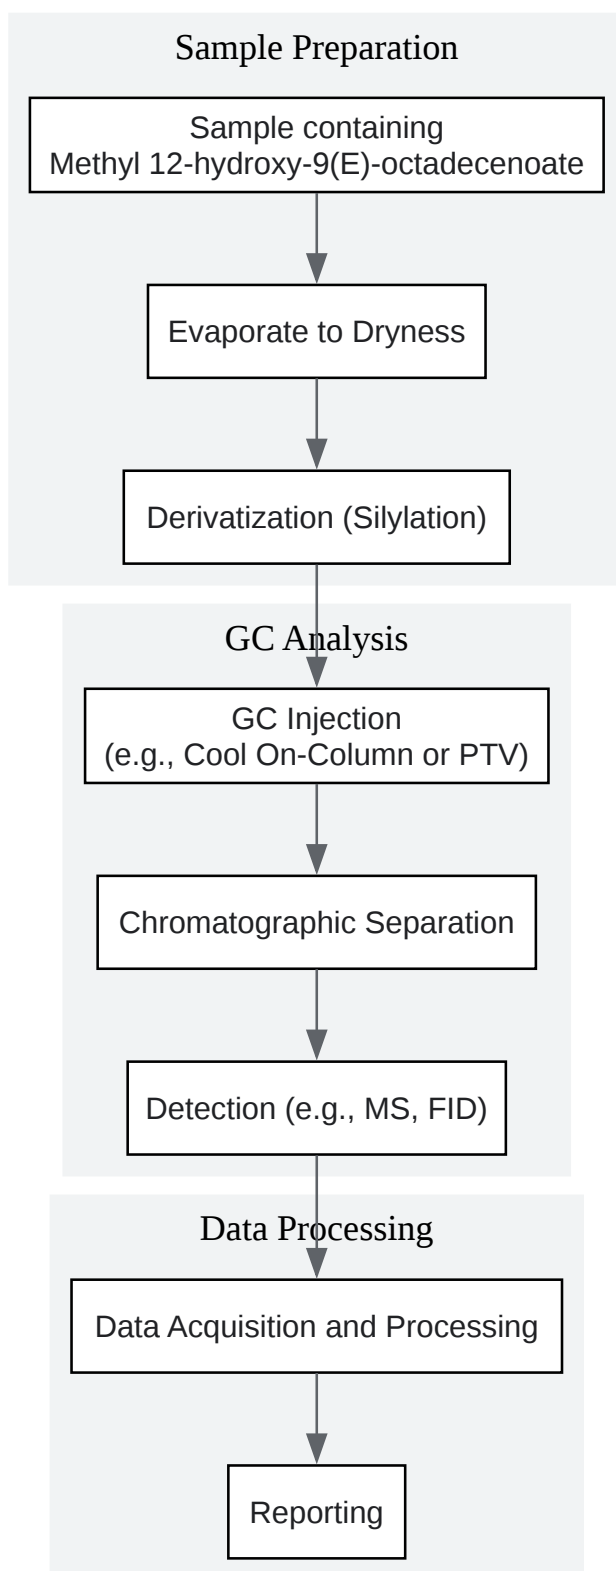 Sample Preparation
Sample containing
Methyl 12-hydroxy-9(E)-octadecenoate
Evaporate to Dryness
Derivatization (Silylation)
GC Analysis
GC Injection
(e.g., Cool On-Column or PTV)
Chromatographic Separation
Detection (e.g., MS, FID)
Data Processing
Data Acquisition and Processing
Reporting